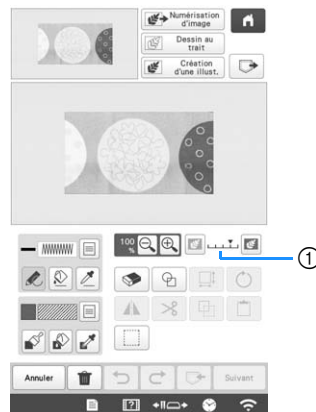 Numérisation
d'image
Dessin au
trait
Création
d'une illust.
100
%
1
Annuler
Suivant
?